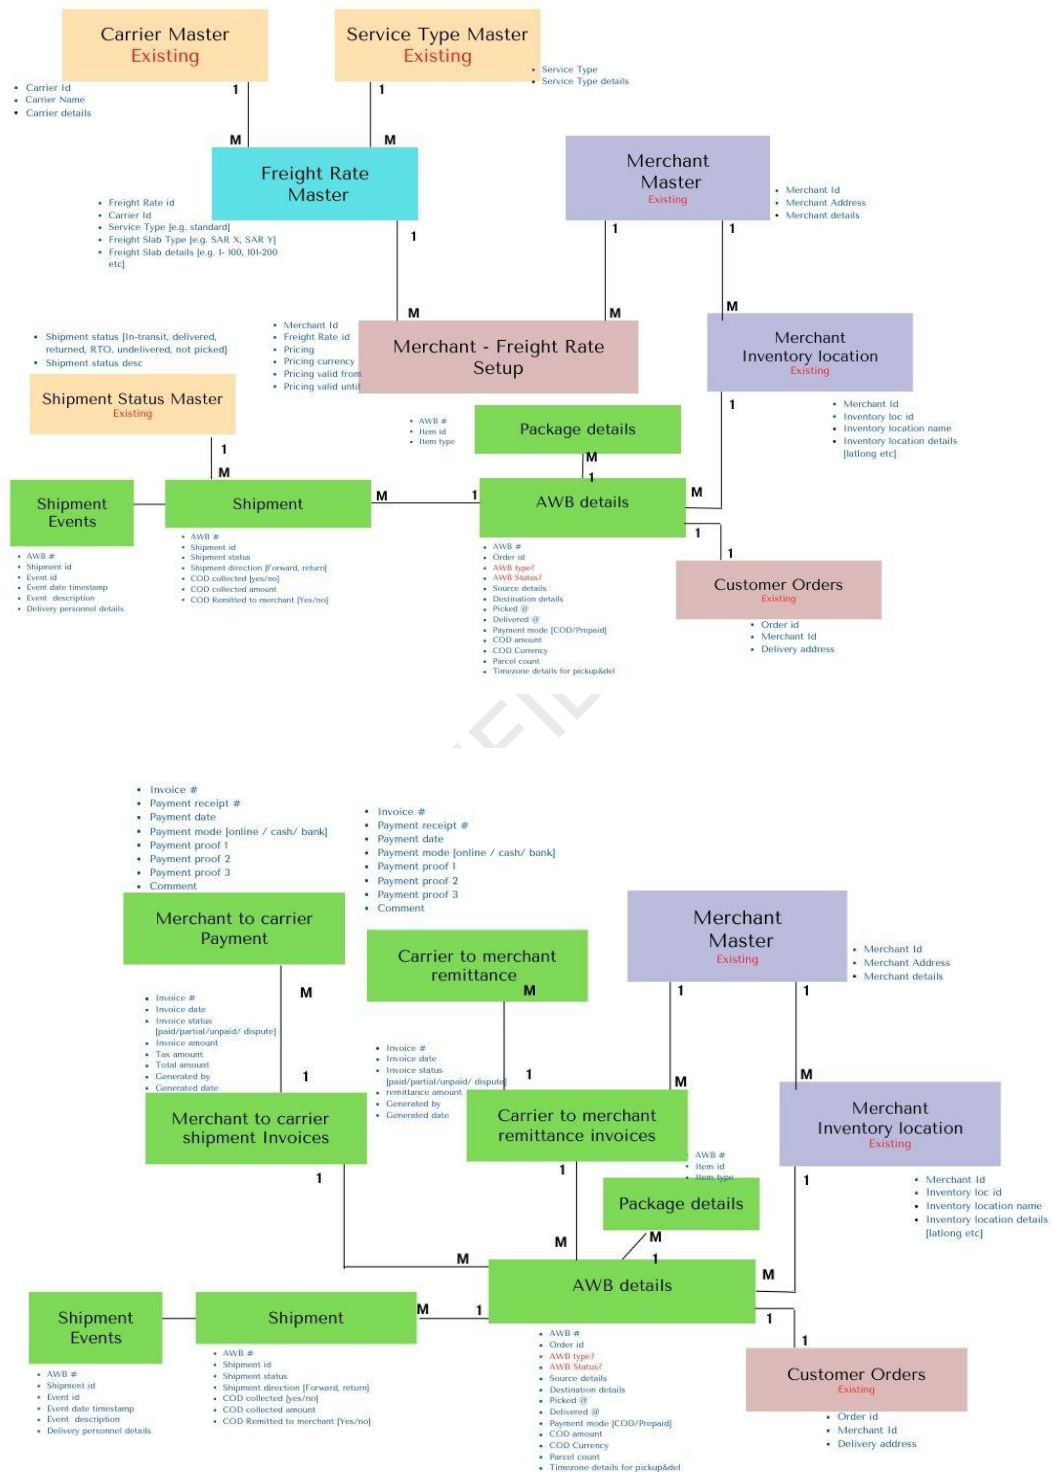 Carrier Master
Existing
Service Type Master
Existing
• Service Type
• Service Type details
• Carrier Id
• Carrier Name
• Carrier details
1
1
M
M
Freight Rate
Master
• Freight Rate id
• Carrier Id
• Service Type [e.g. standard]
• Freight Slab Type [e.g. SAR X, SAR Y]
• Freight Slab details [e.g. 1- 100, 101-200
etc]
Merchant
Master
Existing
• Merchant Id
• Merchant Address
• Merchant details
1
1
1
M
M
M
• Merchant Id
• Freight Rate id
• Pricing
• Pricing currency
• Pricing valid from
• Pricing valid until
Merchant - Freight Rate
Setup
Merchant
Inventory location
Existing
• Merchant Id
• Inventory loc id
• Inventory location name
• Inventory location details
[latlong etc]
• Shipment status [In-transit, delivered,
returned, RTO, undelivered, not picked]
• Shipment status desc
Shipment Status Master
Existing
1
M
• AWB #
• Item id
• Item type
Package details
M
1
1
M
Shipment
Events
Shipment
M
1
AWB details
1
1
• AWB #
• Shipment id
• Event id
• Event date timestamp
• Event description
• Delivery personnel details
• AWB #
• Shipment id
• Shipment status
• Shipment direction [Forward, return]
• COD collected [yes/no]
• COD collected amount
• COD Remitted to merchant [Yes/no]
• AWB #
• Order id
• AWB type?
• AWB Status?
• Source details
• Destination details
• Picked @
• Delivered @
• Payment mode [COD/Prepaid]
• COD amount
• COD Currency
• Parcel count
• Timezone details for pickup&del
Customer Orders
Existing
• Order id
• Merchant Id
• Delivery address
• Invoice #
• Payment receipt #
• Payment date
• Payment mode [online / cash/ bank]
• Payment proof 1
• Payment proof 2
• Payment proof 3
• Comment
• Invoice #
• Payment receipt #
• Payment date
• Payment mode [online / cash/ bank]
• Payment proof 1
• Payment proof 2
• Payment proof 3
• Comment
Merchant to carrier
Payment
Carrier to merchant
remittance
Merchant
Master
Existing
• Merchant Id
• Merchant Address
• Merchant details
M
M
1
1
• Invoice #
• Invoice date
• Invoice status
[paid/partial/unpaid/ dispute]
• Invoice amount
• Tax amount
• Total amount
• Generated by
• Generated date
• Invoice #
• Invoice date
• Invoice status
[paid/partial/unpaid/ dispute]
• remittance amount
• Generated by
• Generated date
1
1
M
M
Merchant to carrier
shipment Invoices
Carrier to merchant
remittance invoices
Merchant
Inventory location
Existing
• AWB #
• Item id
• Item type
1
1
1
Package details
• Merchant Id
• Inventory loc id
• Inventory location name
• Inventory location details
[latlong etc]
M
M
M
1
M
AWB details
Shipment
Events
Shipment
M
1
1
1
• AWB #
• Shipment id
• Event id
• Event date timestamp
• Event description
• Delivery personnel details
• AWB #
• Shipment id
• Shipment status
• Shipment direction [Forward, return]
• COD collected [yes/no]
• COD collected amount
• COD Remitted to merchant [Yes/no]
• AWB #
• Order id
• AWB type?
• AWB Status?
• Source details
• Destination details
• Picked @
• Delivered @
• Payment mode [COD/Prepaid]
• COD amount
• COD Currency
• Parcel count
• Timezone details for pickup&del
Customer Orders
Existing
• Order id
• Merchant Id
• Delivery address